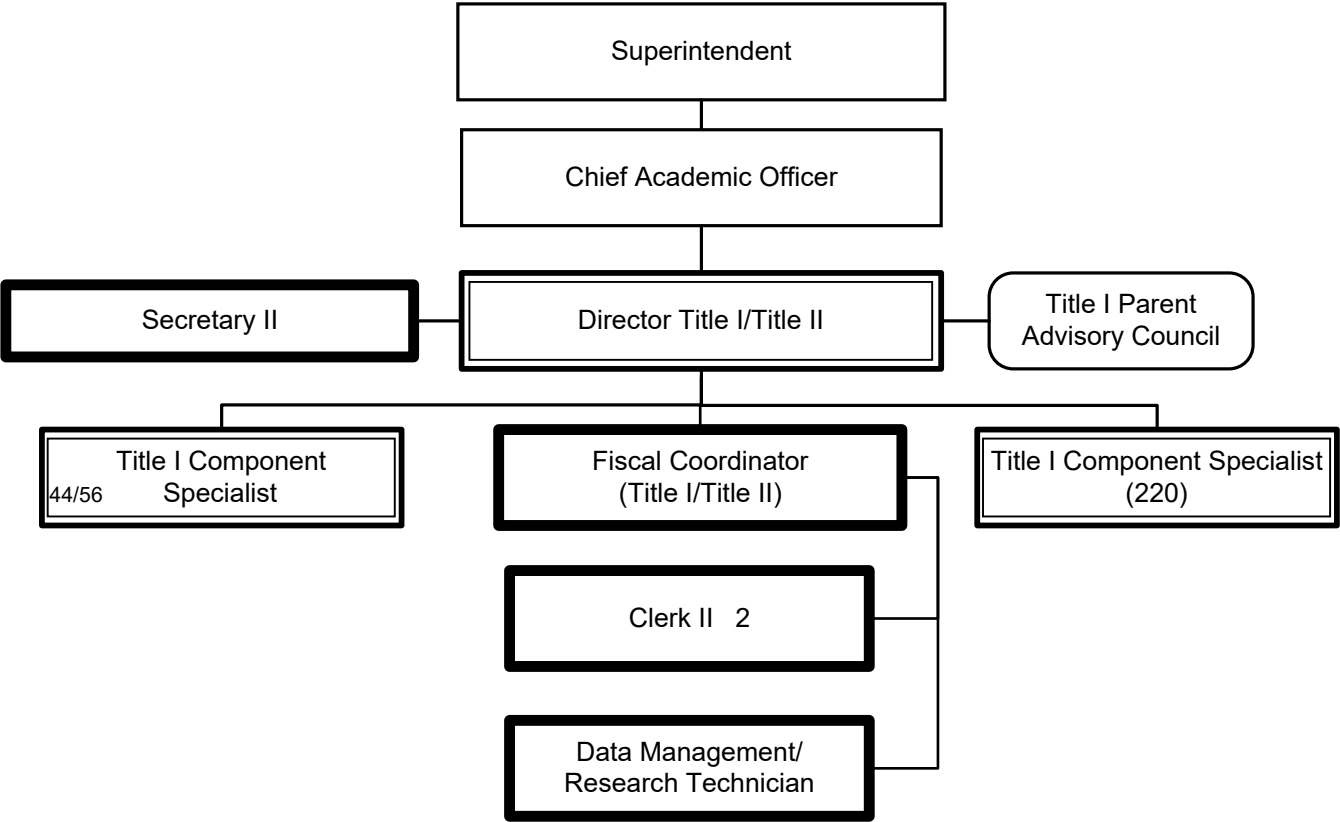 Superintendent
Chief Academic Officer
Secretary II
Director Title I/Title II
Title I Parent
Advisory Council
Title I Component
44/56 Specialist
Fiscal Coordinator
(Title I/Title II)
Title I Component Specialist
(220)
Clerk II 2
Data Management/
Research Technician